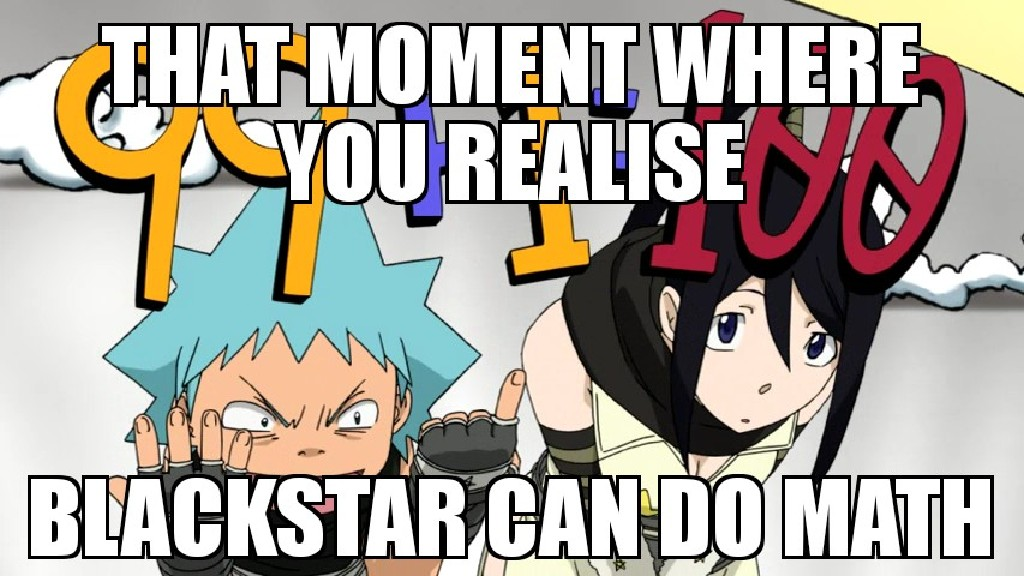 THAT MOMENT WHERE
YOU REALISE
99+1=100
BLACKSTAR CAN DO MATH